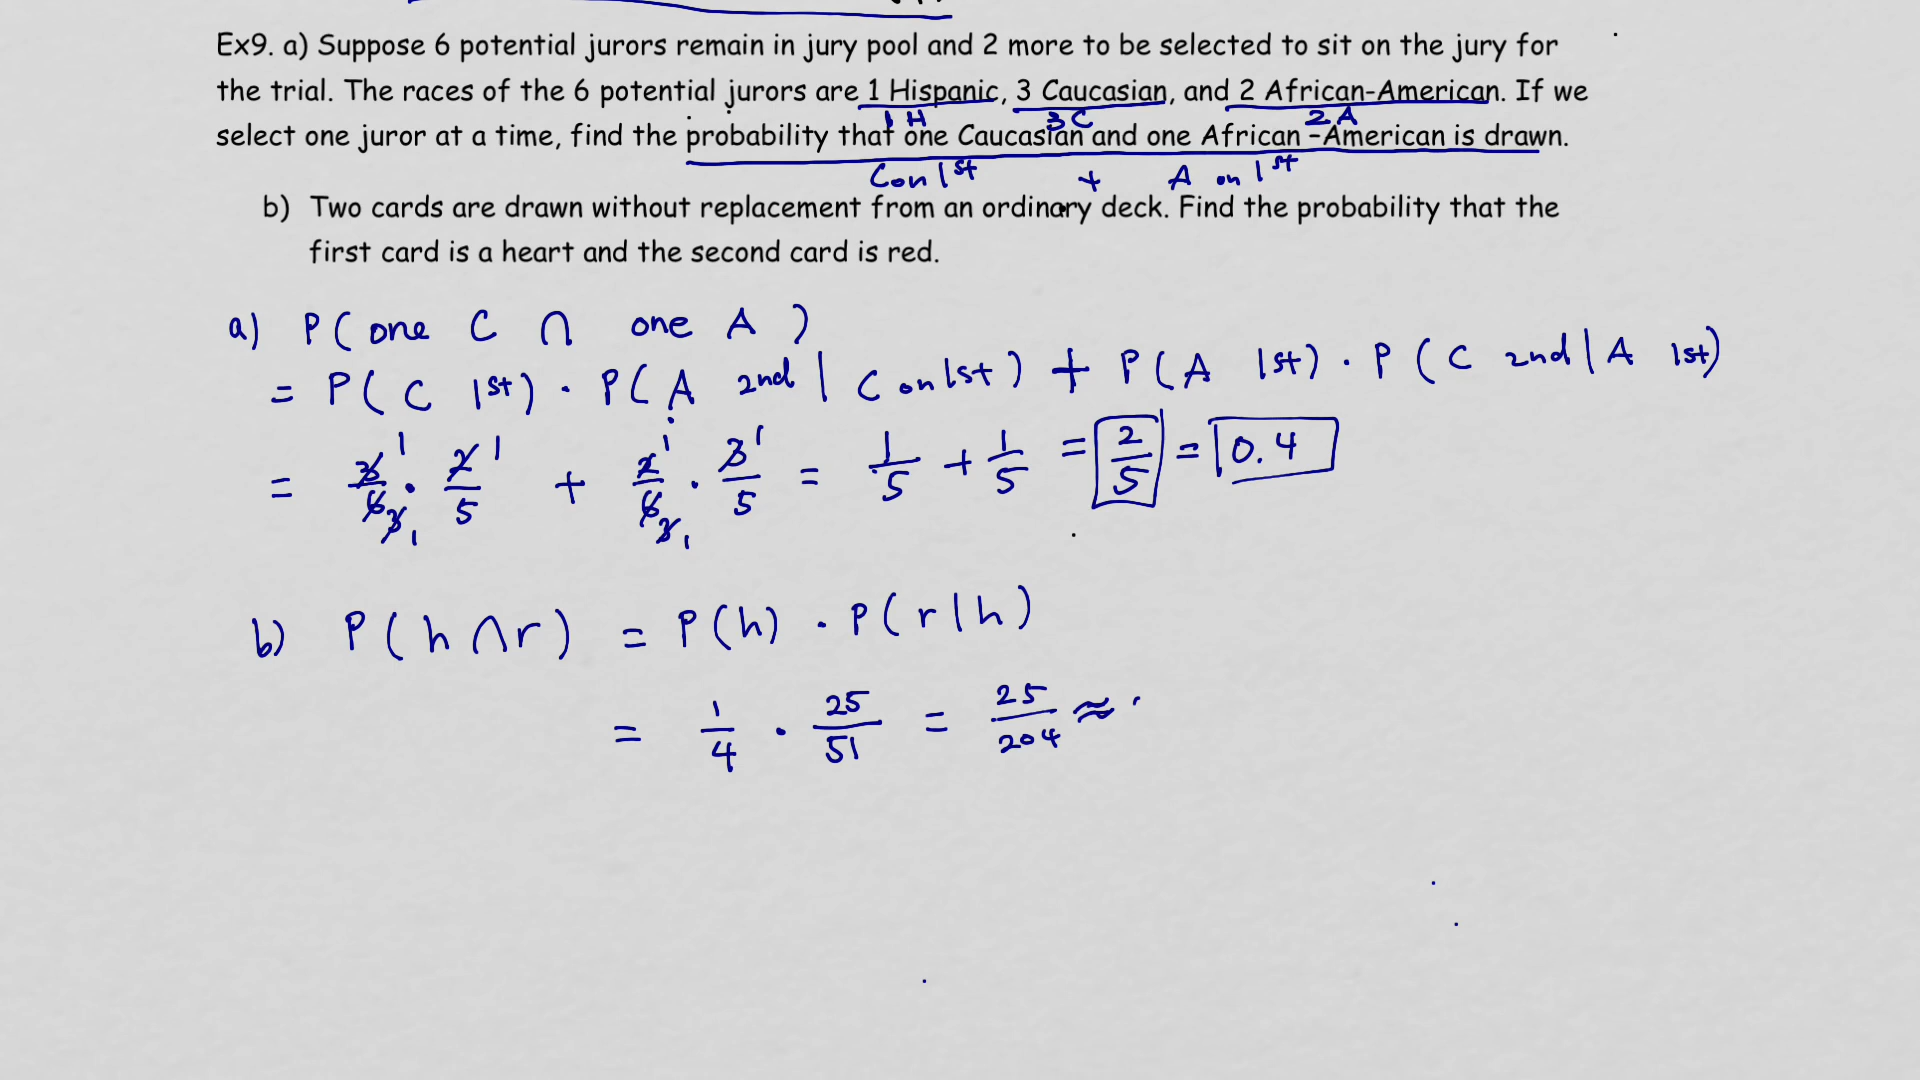 Ex9. a) Suppose 6 potential jurors remain in jury pool and 2 more to be selected to sit on the jury for
the trial. The races of the 6 potential jurors are 1 Hispanic, 3 Caucasian, and 2 African-American. If we
1 H 3C 2A
select one juror at a time, find the probability that one Caucasian and one African -American is drawn.
C on 1st + A on 1st
b) Two cards are drawn without replacement from an ordinary deck. Find the probability that the
first card is a heart and the second card is red.
a) P( one C ∩ one A )
= P( C 1st) · P( A 2nd | C on 1st ) + P( A 1st) · P( C 2nd | A 1st)
= 3/6 · 2/5 + 2/6 · 3/5 = 1/5 + 1/5 = 2/5 = 0.4
b) P( h ∩ r ) = P(h) · P( r | h )
= 1/4 · 25/51 = 25/204 ≈